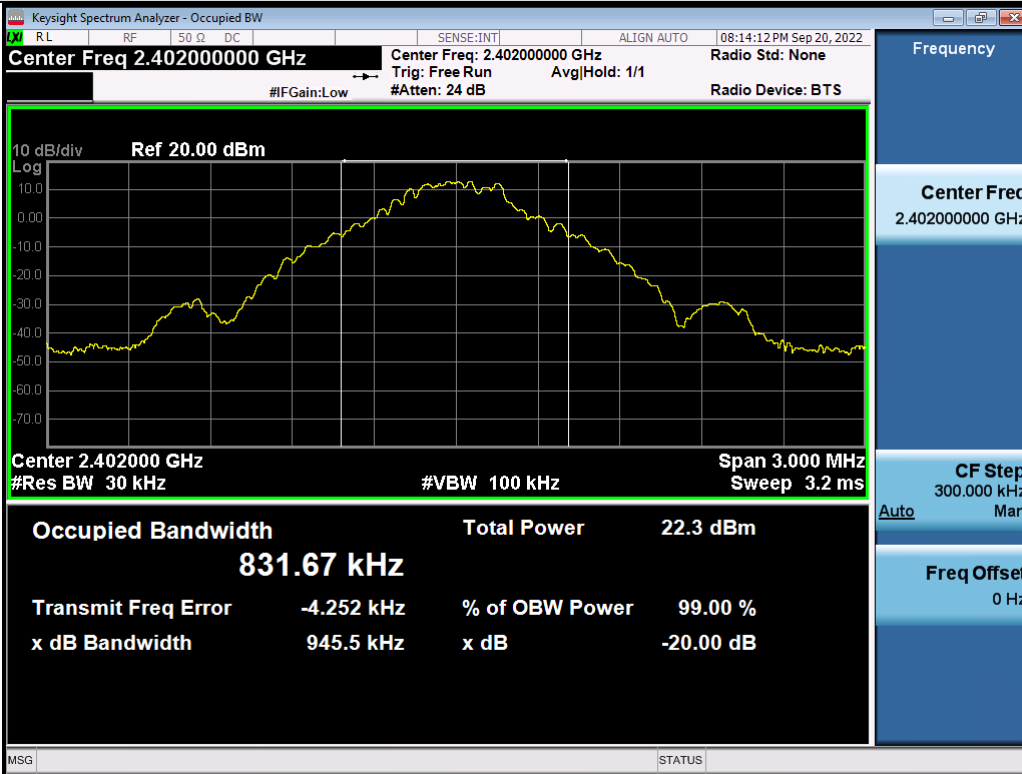 Keysight Spectrum Analyzer - Occupied BW
LXI RL RF 50 Ω DC SENSE:INT ALIGN AUTO 08:14:12 PM Sep 20, 2022
Center Freq 2.402000000 GHz
Center Freq: 2.402000000 GHz Radio Std: None
Trig: Free Run Avg|Hold: 1/1
#IFGain:Low #Atten: 24 dB Radio Device: BTS
10 dB/div Ref 20.00 dBm
Log
10.0
0.00
-10.0
-20.0
-30.0
-40.0
-50.0
-60.0
-70.0
Center 2.402000 GHz Span 3.000 MHz
#Res BW 30 kHz #VBW 100 kHz Sweep 3.2 ms
Occupied Bandwidth Total Power 22.3 dBm
831.67 kHz
Transmit Freq Error -4.252 kHz % of OBW Power 99.00 %
x dB Bandwidth 945.5 kHz x dB -20.00 dB
MSG STATUS
Frequency
Center Freq
2.402000000 GHz
CF Step
300.000 kHz
Auto Man
Freq Offset
0 Hz